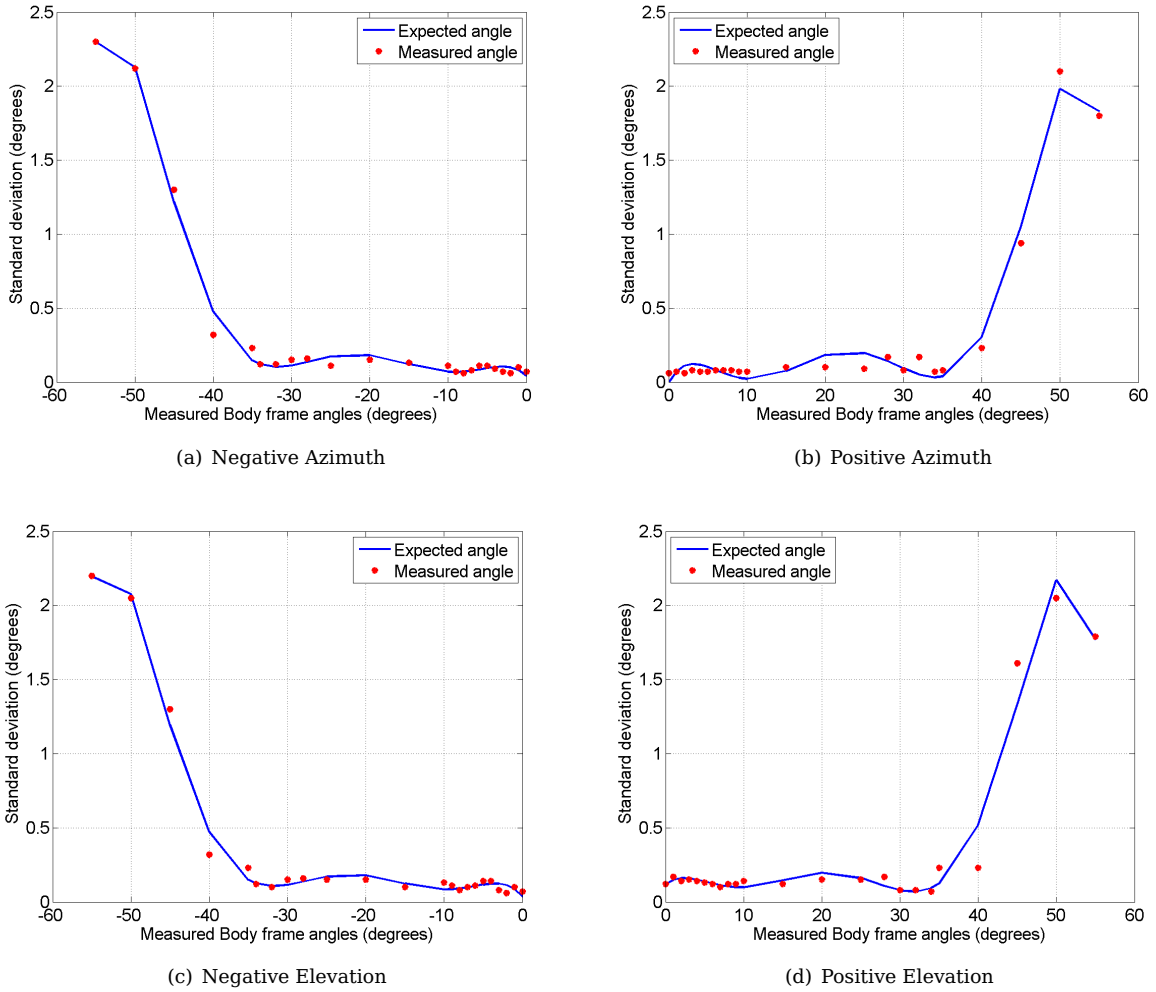 2.5
2
1.5
1
0.5
0
-60 -50 -40 -30 -20 -10 0
Standard deviation (degrees)
Measured Body frame angles (degrees)
Expected angle
Measured angle
(a) Negative Azimuth
2.5
2
1.5
1
0.5
0
0 10 20 30 40 50 60
Standard deviation (degrees)
Measured Body frame angles (degrees)
Expected angle
Measured angle
(b) Positive Azimuth
2.5
2
1.5
1
0.5
0
-60 -50 -40 -30 -20 -10 0
Standard deviation (degrees)
Measured Body frame angles (degrees)
Expected angle
Measured angle
(c) Negative Elevation
2.5
2
1.5
1
0.5
0
0 10 20 30 40 50 60
Standard deviation (degrees)
Measured Body frame angles (degrees)
Expected angle
Measured angle
(d) Positive Elevation